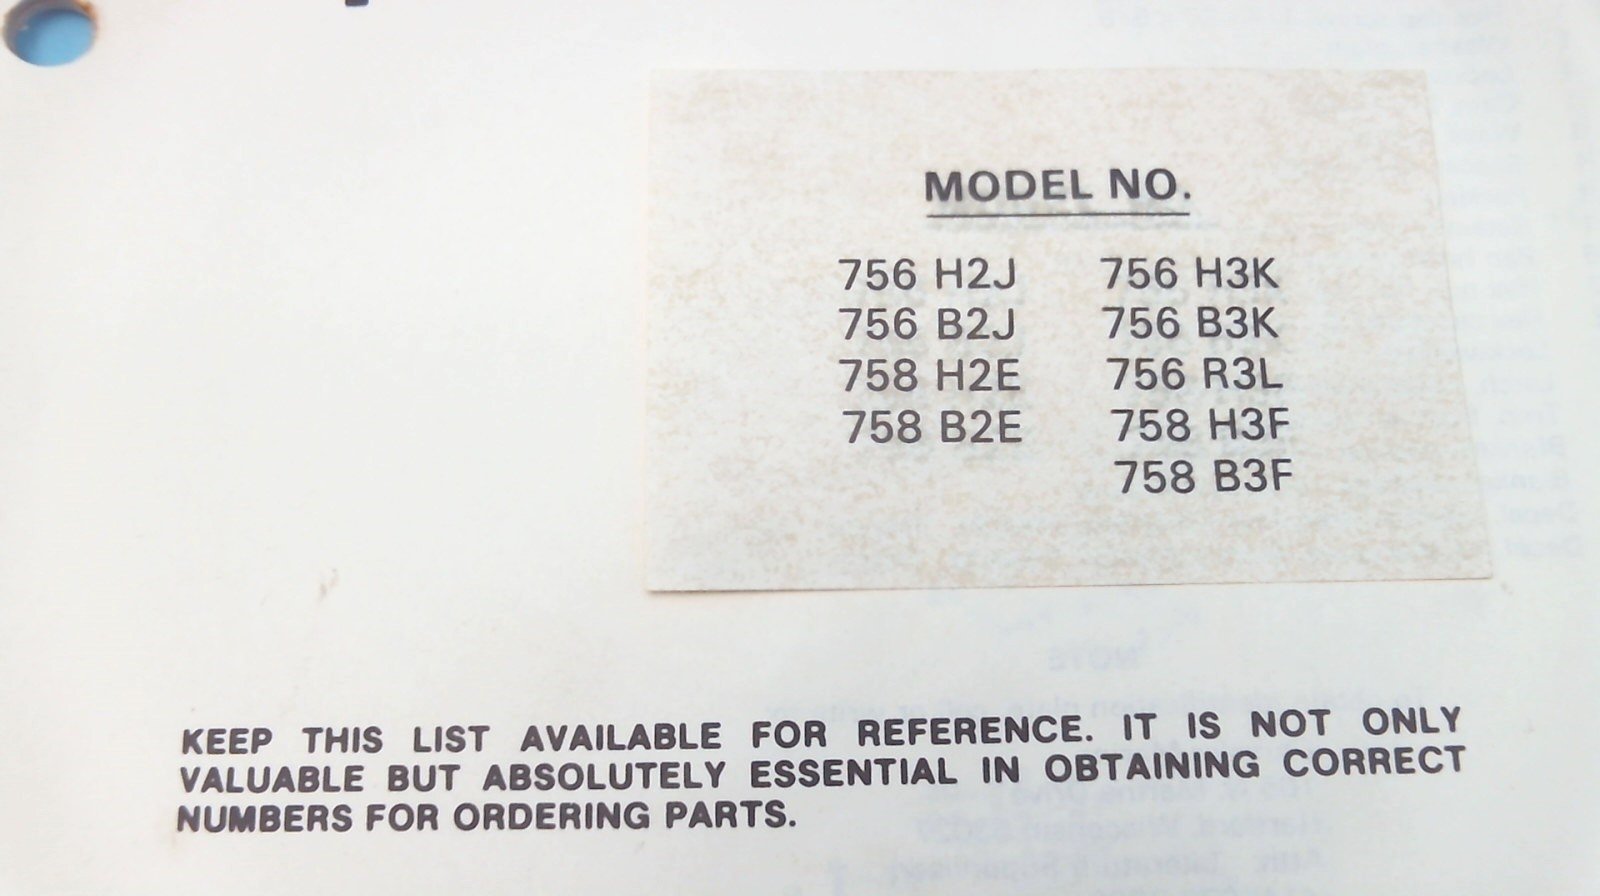 MODEL NO.
756 H2J 756 H3K
756 B2J 756 B3K
758 H2E 756 R3L
758 B2E 758 H3F
758 B3F
KEEP THIS LIST AVAILABLE FOR REFERENCE. IT IS NOT ONLY
VALUABLE BUT ABSOLUTELY ESSENTIAL IN OBTAINING CORRECT
NUMBERS FOR ORDERING PARTS.